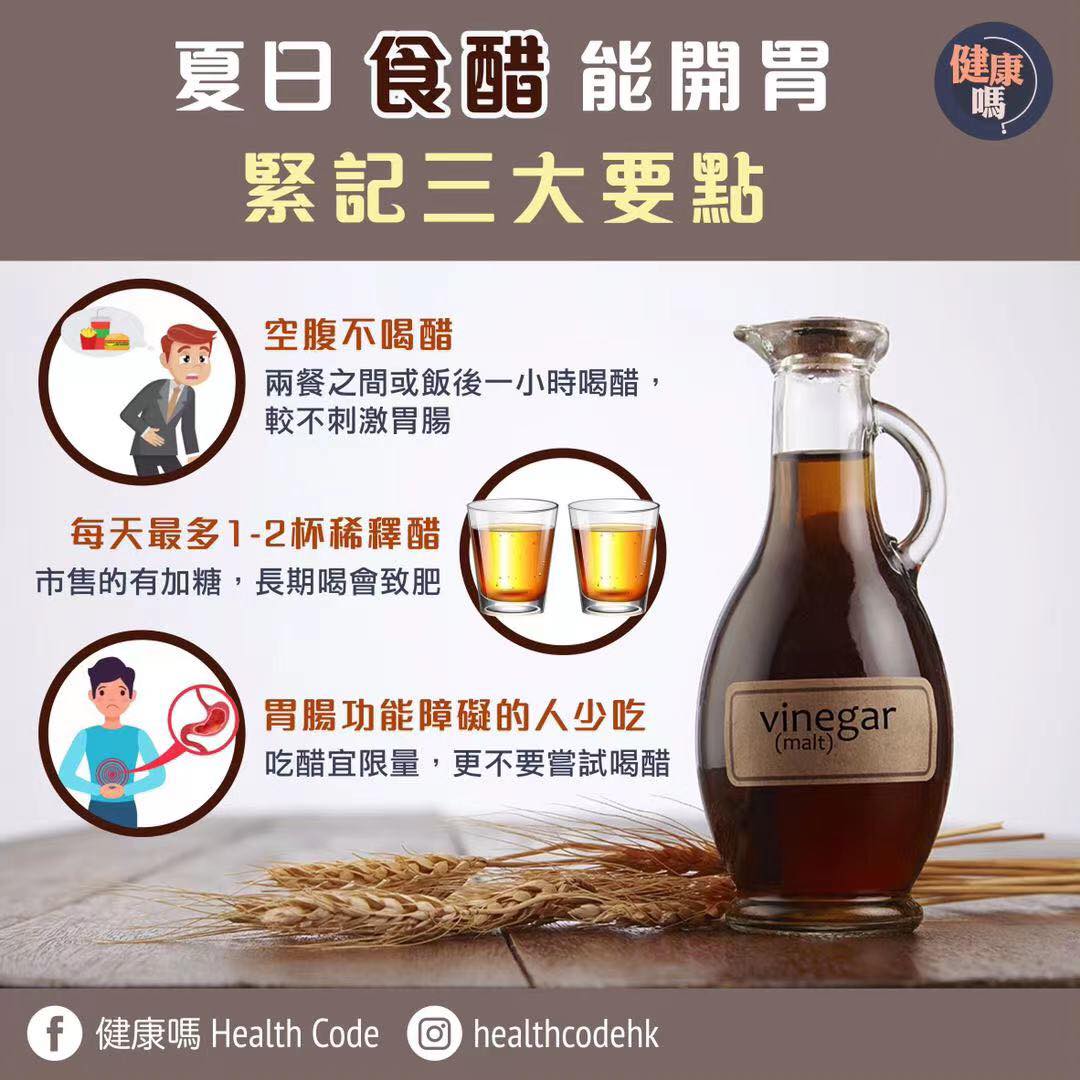 夏日食醋能開胃
緊記三大要點
健康
嗎
空腹不喝醋
兩餐之間或飯後一小時喝醋，
較不刺激胃腸
每天最多1-2杯稀釋醋
市售的有加糖，長期喝會致肥
胃腸功能障礙的人少吃
吃醋宜限量，更不要嘗試喝醋
vinegar
(malt)
健康嗎 Health Code
healthcodehk